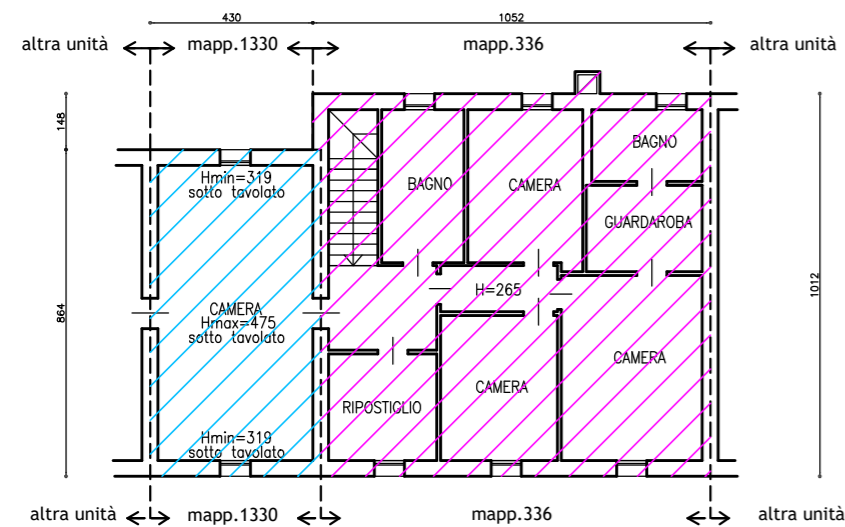 430
1052
altra unità
mapp.1330
mapp.336
altra unità
148
864
1012
Hmin=319
sotto tavolato
BAGNO
CAMERA
BAGNO
GUARDAROBA
H=265
CAMERA
Hmax=475
sotto tavolato
CAMERA
CAMERA
RIPOSTIGLIO
Hmin=319
sotto tavolato
altra unità
mapp.1330
mapp.336
altra unità